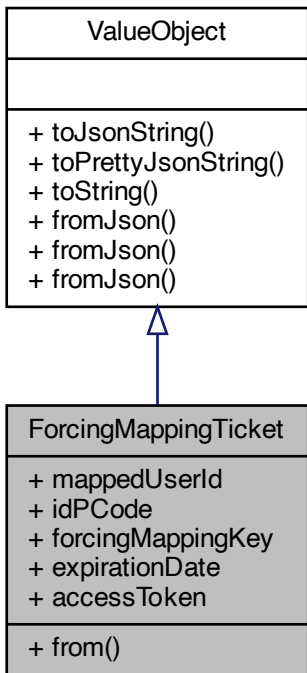 ValueObject
+ toJsonString()
+ toPrettyJsonString()
+ toString()
+ fromJson()
+ fromJson()
+ fromJson()
ForcingMappingTicket
+ mappedUserId
+ idPCode
+ forcingMappingKey
+ expirationDate
+ accessToken
+ from()